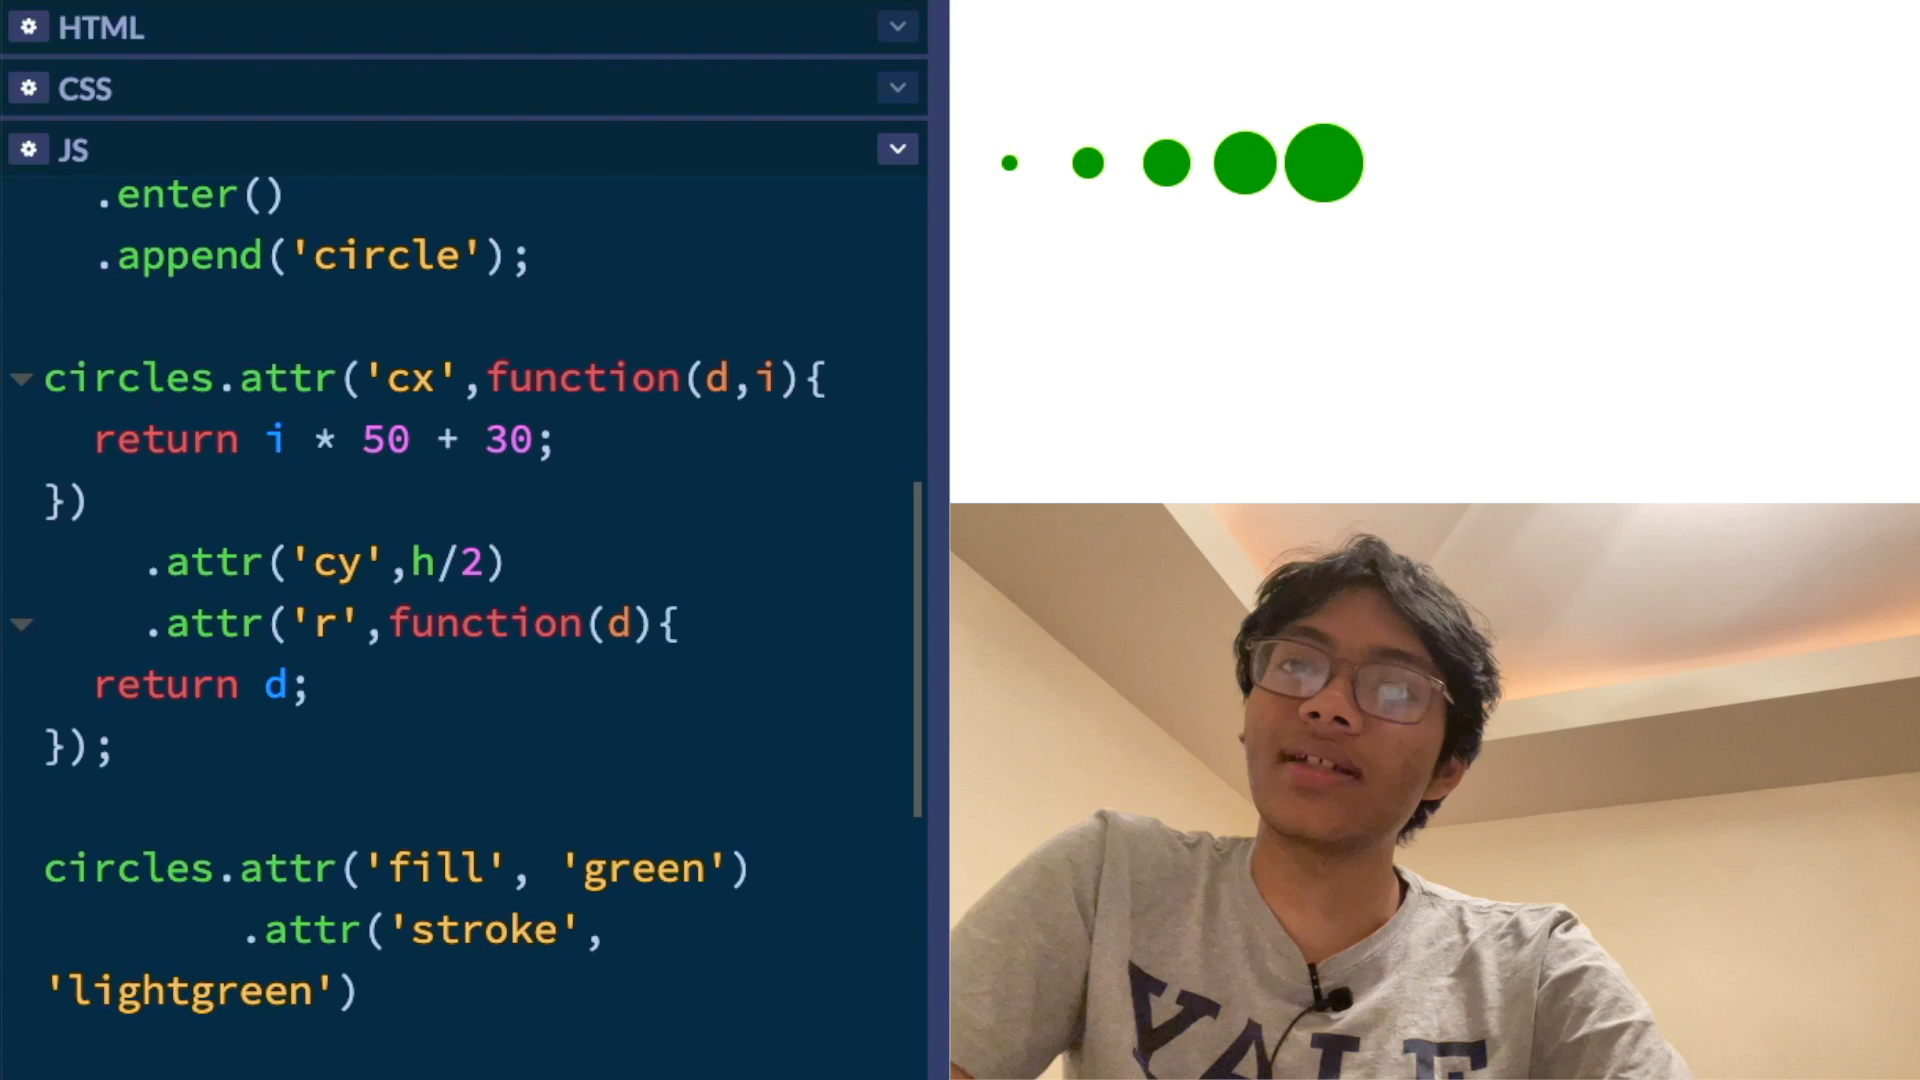 HTML
CSS
JS
.enter()
.append('circle');
circles.attr('cx',function(d,i){
return i * 50 + 30;
})
.attr('cy',h/2)
.attr('r',function(d){
return d;
});
circles.attr('fill', 'green')
.attr('stroke',
'lightgreen')
YALE